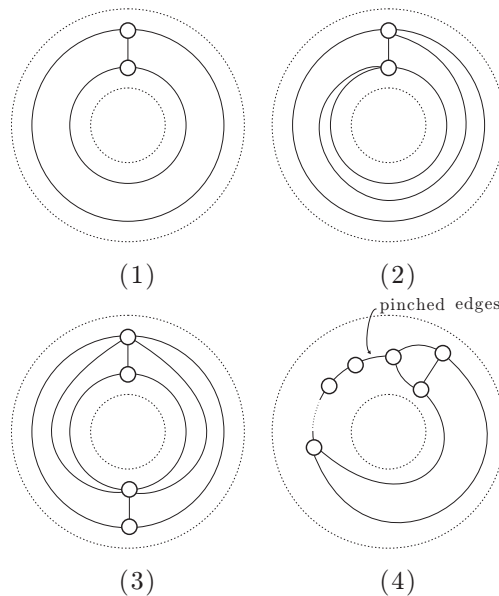 (1)
(2)
pinched edges
(3)
(4)